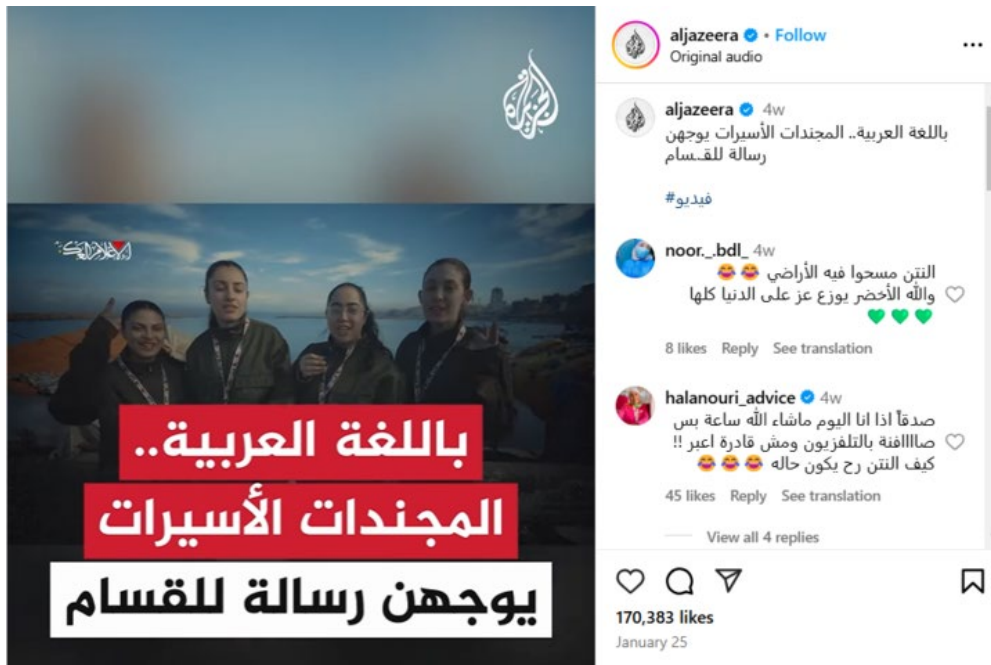 الجزيرة
الإعلام العسكري
باللغة العربية..
المجندات الأسيرات
يوجهن رسالة للقسام
aljazeera • Follow
Original audio
aljazeera 4w
باللغة العربية.. المجندات الأسيرات يوجهن
رسالة للقـسام
#فيديو
noor._.bdl_ 4w
النتن مسحوا فيه الأراضي 😂 😂
والله الأخضر يوزع عز على الدنيا كلها
💚 💚 💚
8 likes Reply See translation
halanouri_advice 4w
صدقاً اذا انا اليوم ماشاء الله ساعة بس
صاااافنة بالتلفزيون ومش قادرة اعبر !!
كيف النتن رح يكون حاله 😂 😂 😂
45 likes Reply See translation
View all 4 replies
170,383 likes
January 25